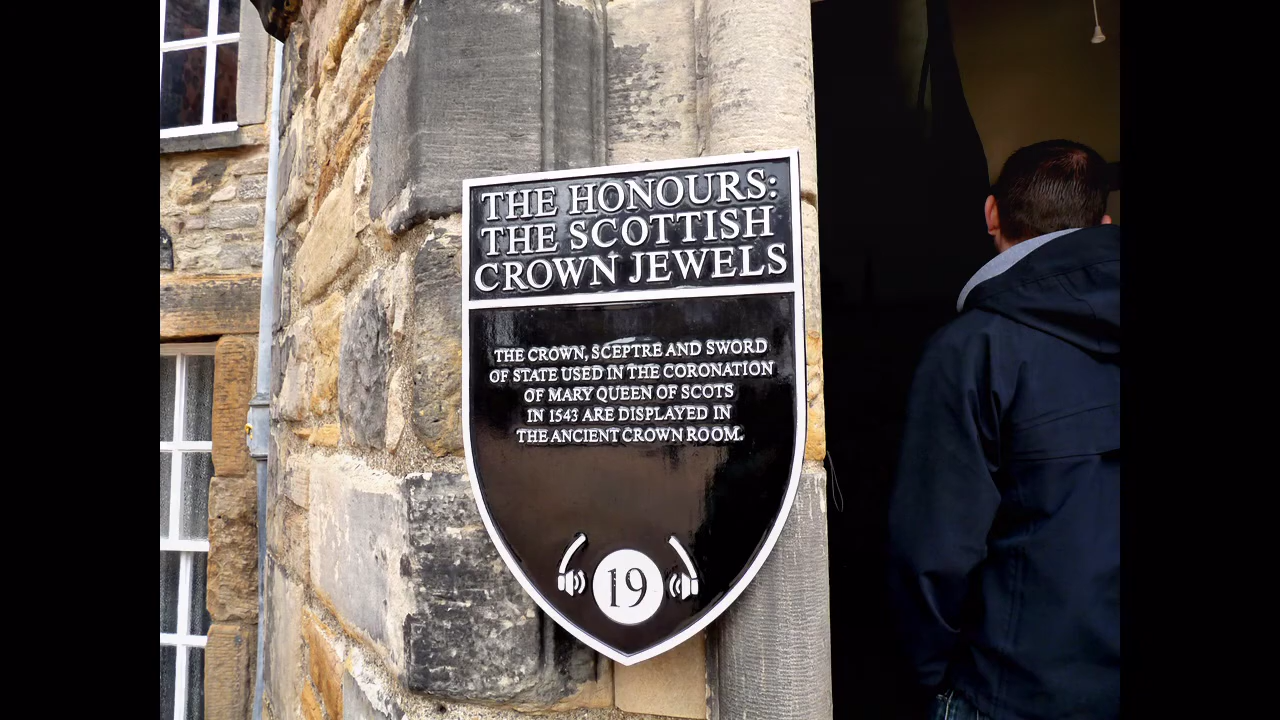 THE HONOURS:
THE SCOTTISH
CROWN JEWELS
THE CROWN, SCEPTRE AND SWORD
OF STATE USED IN THE CORONATION
OF MARY QUEEN OF SCOTS
IN 1543 ARE DISPLAYED IN
THE ANCIENT CROWN ROOM.
19